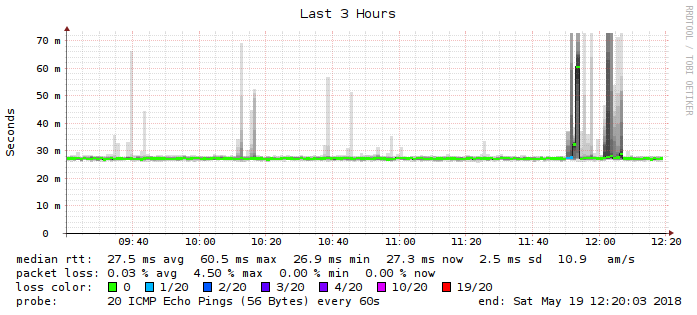 Last 3 Hours
RRDTOOL / TOBI OETIKER
Seconds
70 m
60 m
50 m
40 m
30 m
20 m
10 m
0
09:40 10:00 10:20 10:40 11:00 11:20 11:40 12:00 12:20
median rtt: 27.5 ms avg 60.5 ms max 26.9 ms min 27.3 ms now 2.5 ms sd 10.9 am/s
packet loss: 0.03 % avg 4.50 % max 0.00 % min 0.00 % now
loss color: 0 1/20 2/20 3/20 4/20 10/20 19/20
probe: 20 ICMP Echo Pings (56 Bytes) every 60s end: Sat May 19 12:20:03 2018